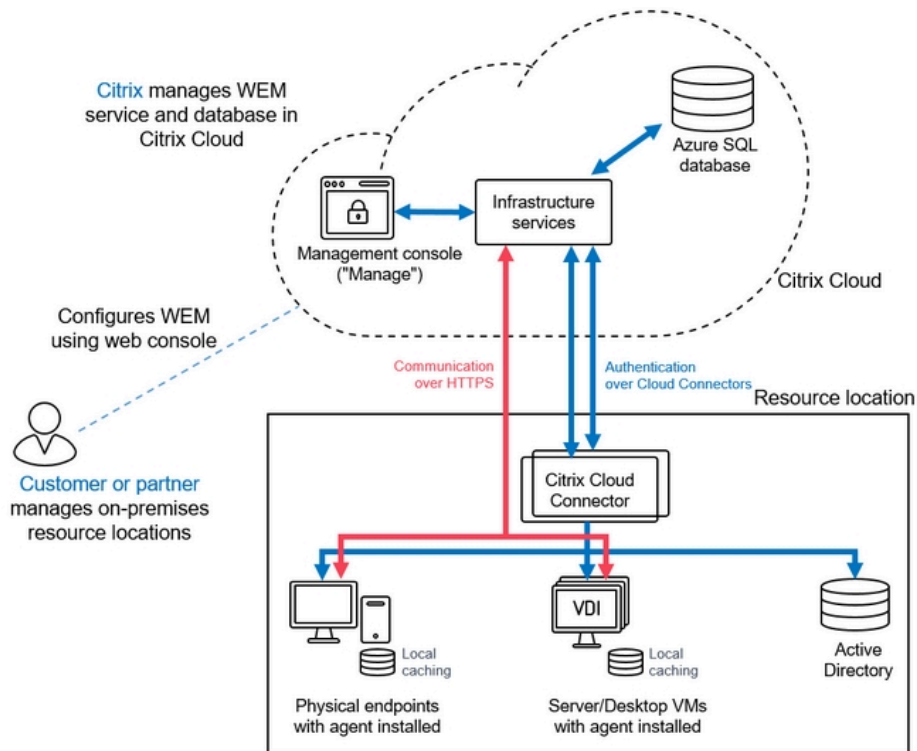 Citrix manages WEM
service and database in
Citrix Cloud
Azure SQL
database
Infrastructure
services
Management console
("Manage")
Citrix Cloud
Configures WEM
using web console
Communication
over HTTPS
Authentication
over Cloud Connectors
Resource location
Customer or partner
manages on-premises
resource locations
Citrix Cloud
Connector
VDI
Local
caching
Local
caching
Active
Directory
Physical endpoints
with agent installed
Server/Desktop VMs
with agent installed